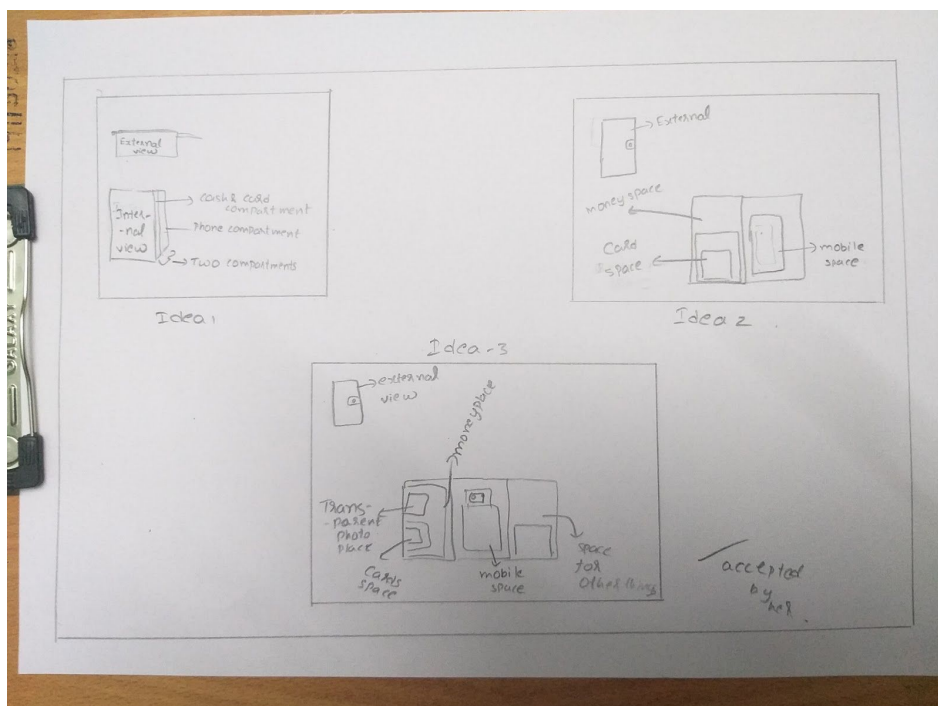 External
view
Inter-
-nal
view
cash & card
compartment
Phone compartment
Two compartments
Idea 1
External
money space
Card
space
mobile
space
Idea 2
Idea-3
external
view
money place
Trans-
-parent
photo
place
Cards
space
mobile
space
space
for
other things
accepted
by
her